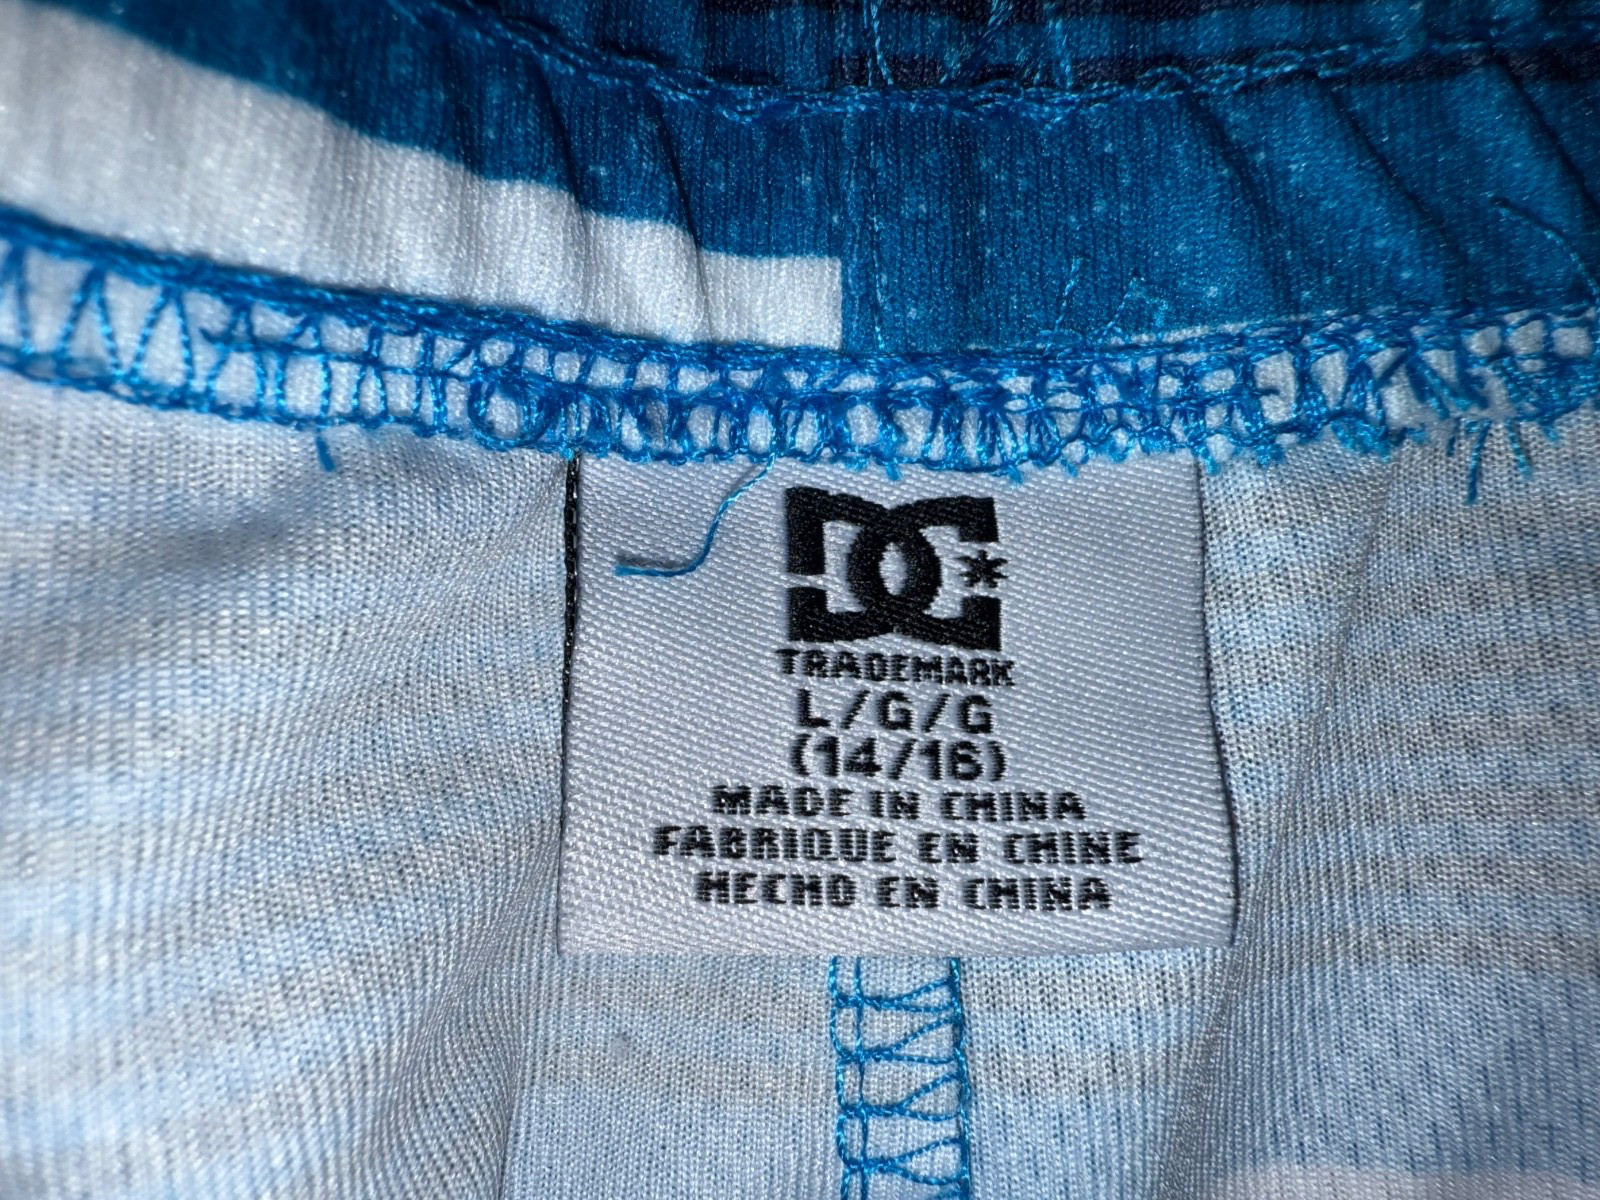 DC*
TRADEMARK
L/G/G
(14/16)
MADE IN CHINA
FABRIQUE EN CHINE
HECHO EN CHINA